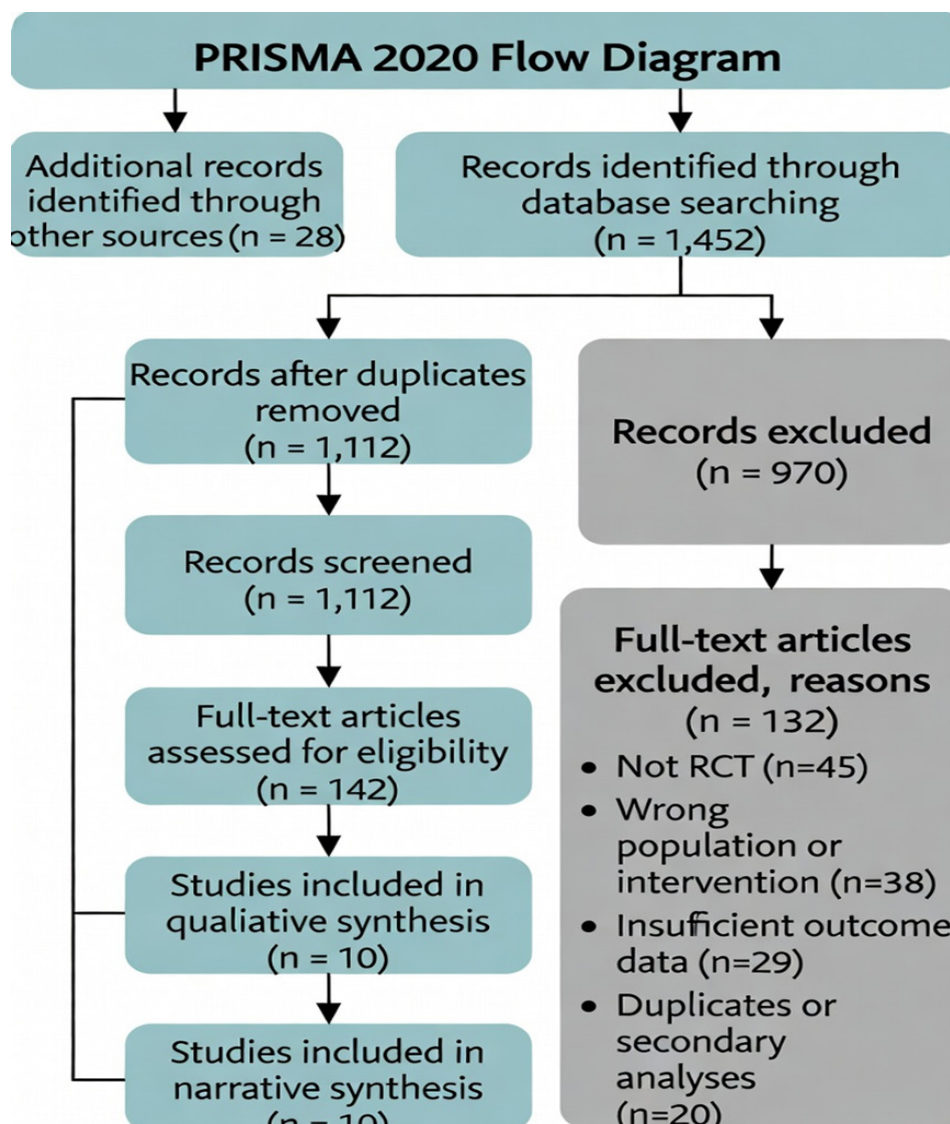 PRISMA 2020 Flow Diagram
Additional records
identified through
other sources (n = 28)
Records identified through
database searching
(n = 1,452)
Records after duplicates
removed
(n = 1,112)
Records excluded
(n = 970)
Records screened
(n = 1,112)
Full-text articles
assessed for eligibility
(n = 142)
Studies included in
qualiative synthesis
(n = 10)
Studies included in
narrative synthesis
(n = 10)
Full-text articles
excluded, reasons
(n = 132)
• Not RCT (n=45)
• Wrong
population or
intervention (n=38)
• Insufficient outcome
data (n=29)
• Duplicates or
secondary
analyses
(n=20)